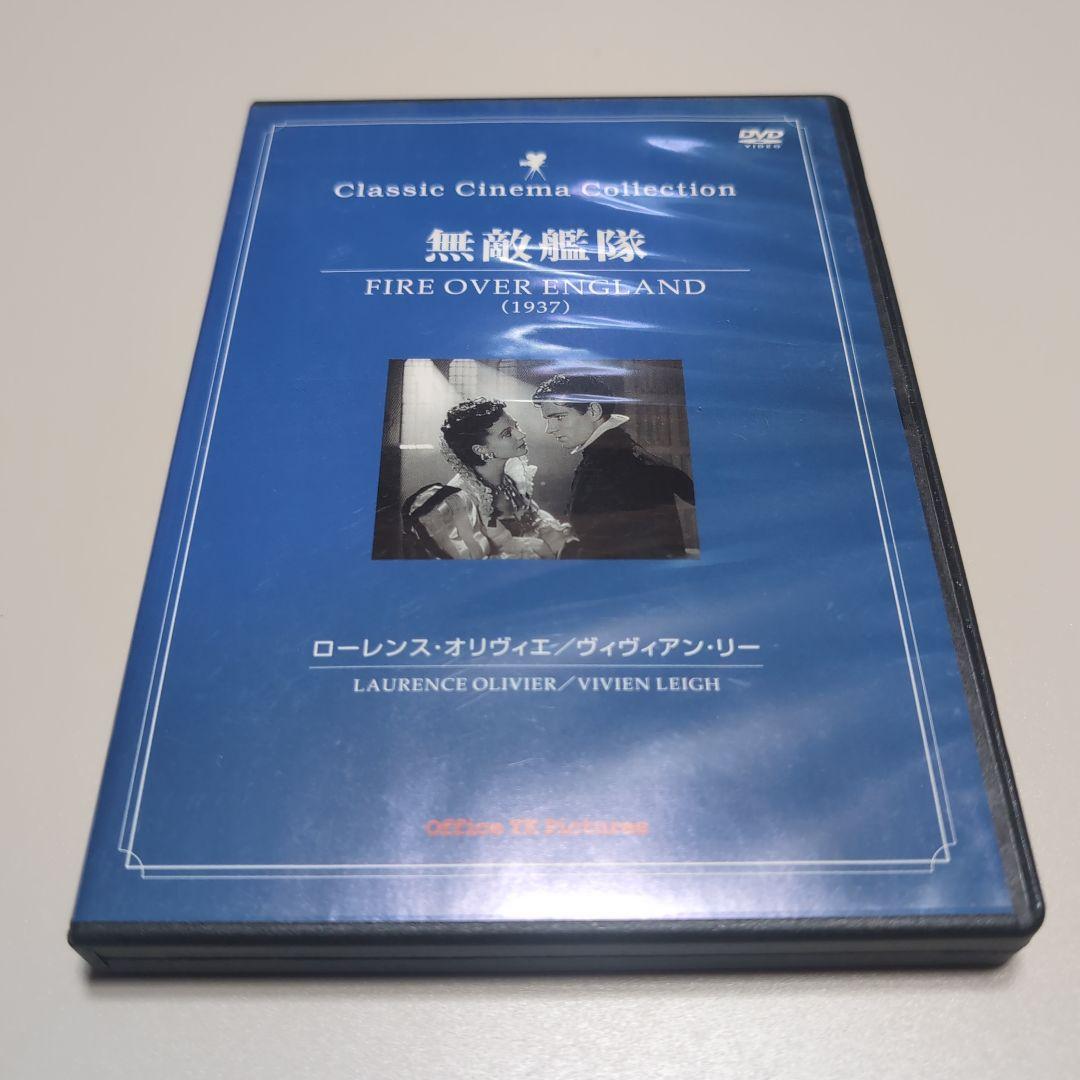 DVD
VIDEO
Classic Cinema Collection
無敵艦隊
FIRE OVER ENGLAND
(1937)
ローレンス・オリヴィエ／ヴィヴィアン・リー
LAURENCE OLIVIER／VIVIEN LEIGH
Office YK Pictures